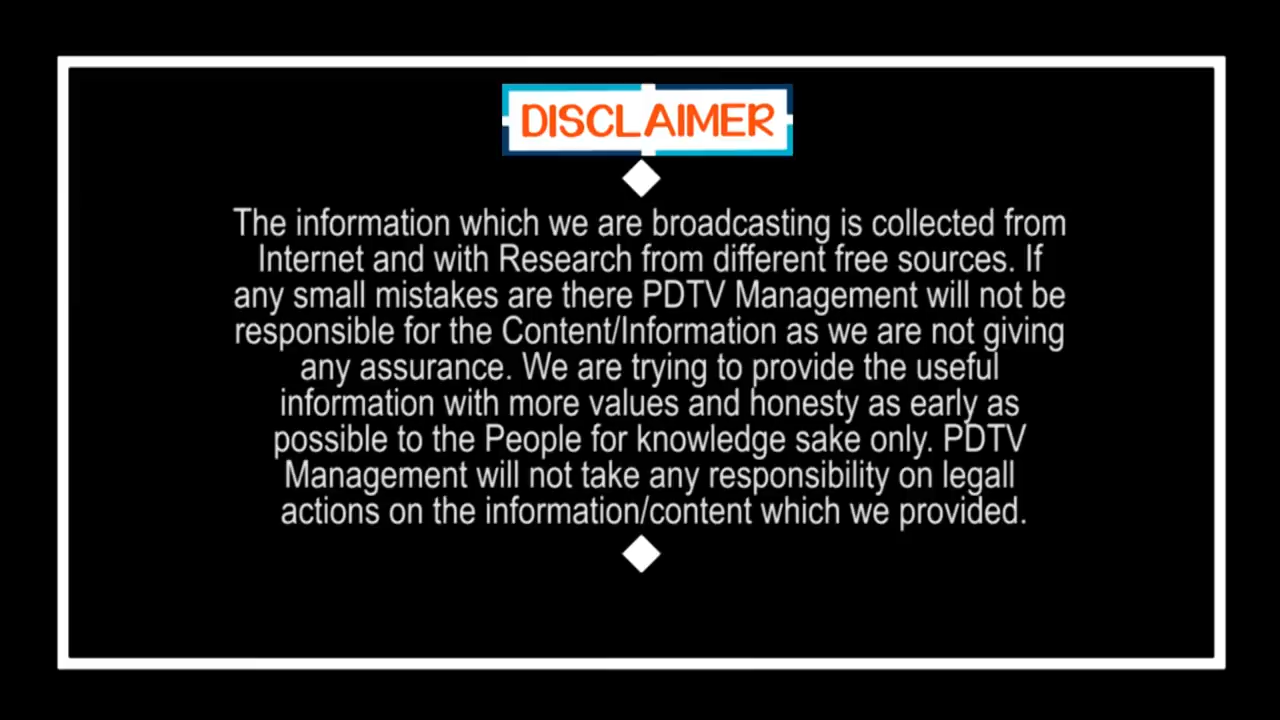 DISCLAIMER
The information which we are broadcasting is collected from
Internet and with Research from different free sources. If
any small mistakes are there PDTV Management will not be
responsible for the Content/Information as we are not giving
any assurance. We are trying to provide the useful
information with more values and honesty as early as
possible to the People for knowledge sake only. PDTV
Management will not take any responsibility on legall
actions on the information/content which we provided.